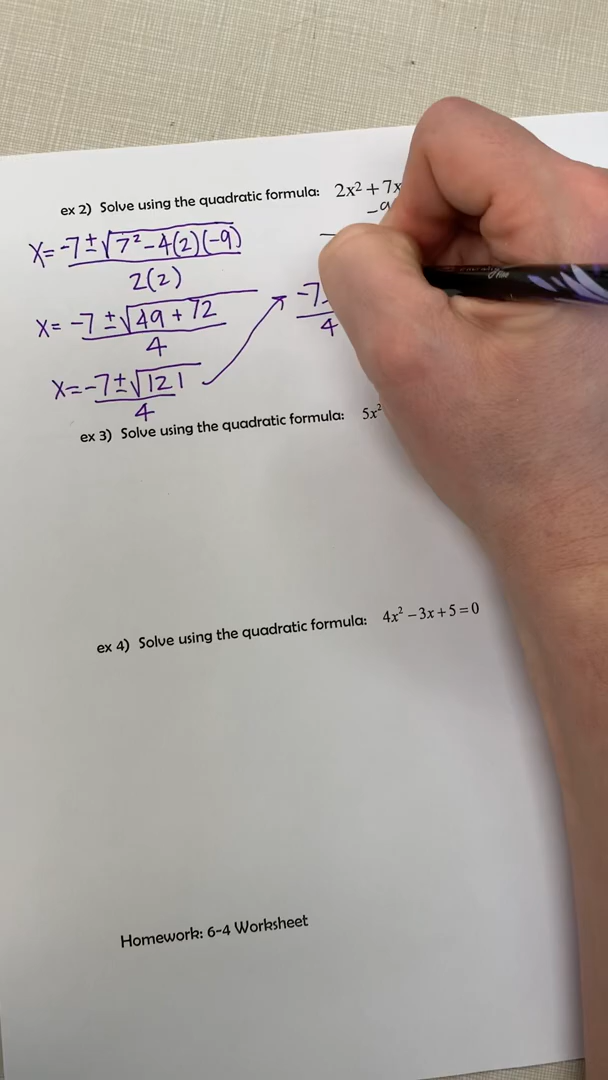 ex 2) Solve using the quadratic formula: 2x² + 7x
-9
X = -7 ± √7² - 4(2)(-9)
2(2)
X = -7 ± √49 + 72
4
X = -7 ± √121
4
-7
4
ex 3) Solve using the quadratic formula: 5x²
ex 4) Solve using the quadratic formula: 4x² - 3x + 5 = 0
Homework: 6-4 Worksheet